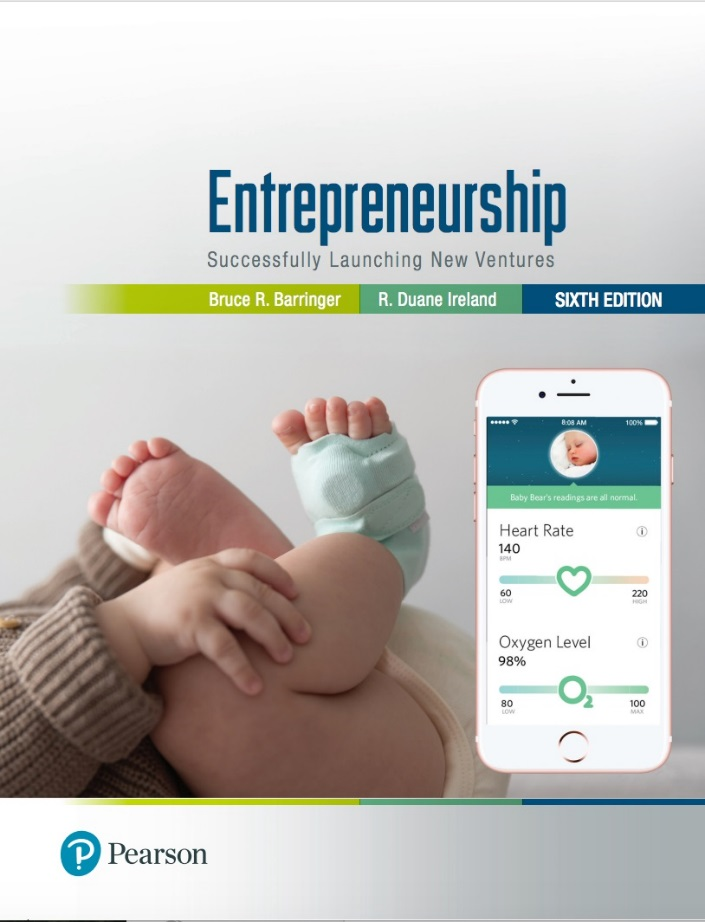 Entrepreneurship
Successfully Launching New Ventures
Bruce R. Barringer R. Duane Ireland SIXTH EDITION
8:08 AM 100%
Baby Bear's readings are all normal.
Heart Rate
140
BPM
60 220
LOW HIGH
Oxygen Level
98%
O2
80 100
LOW MAX
Pearson